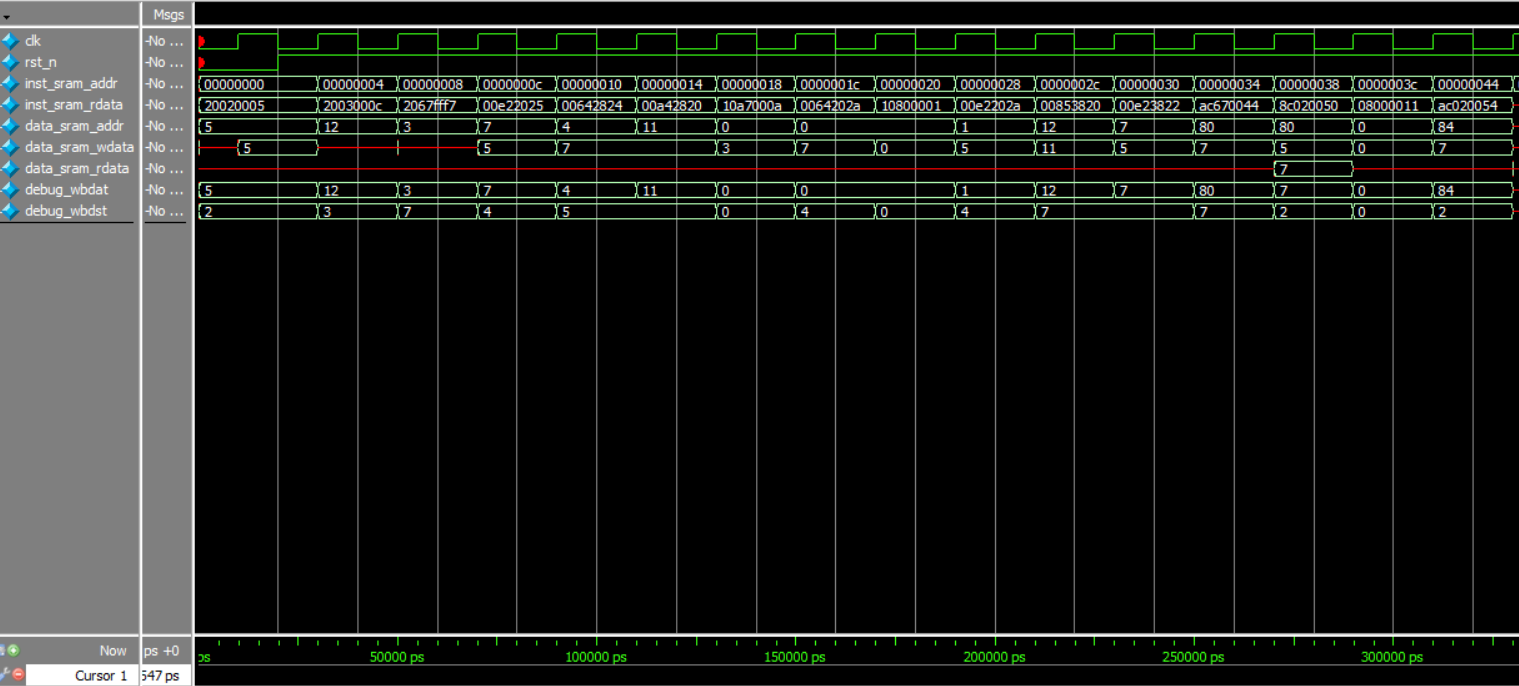 Msgs
clk -No ...
rst_n -No ...
inst_sram_addr -No ... 00000000 00000004 00000008 0000000c 00000010 00000014 00000018 0000001c 00000020 00000028 0000002c 00000030 00000034 00000038 0000003c 00000044
inst_sram_rdata -No ... 20020005 2003000c 2067fff7 00e22025 00642824 00a42820 10a7000a 0064202a 10800001 00e2202a 00853820 00e23822 ac670044 8c020050 08000011 ac020054
data_sram_addr -No ... 5 12 3 7 4 11 0 0 1 12 7 80 80 0 84
data_sram_wdata -No ... 5 5 7 3 7 0 5 11 5 7 5 0 7
data_sram_rdata -No ... 7
debug_wbdat -No ... 5 12 3 7 4 11 0 0 1 12 7 80 7 0 84
debug_wbdst -No ... 2 3 7 4 5 0 4 0 4 7 7 2 0 2
Now ps +0 ps 50000 ps 100000 ps 150000 ps 200000 ps 250000 ps 300000 ps
Cursor 1 547 ps